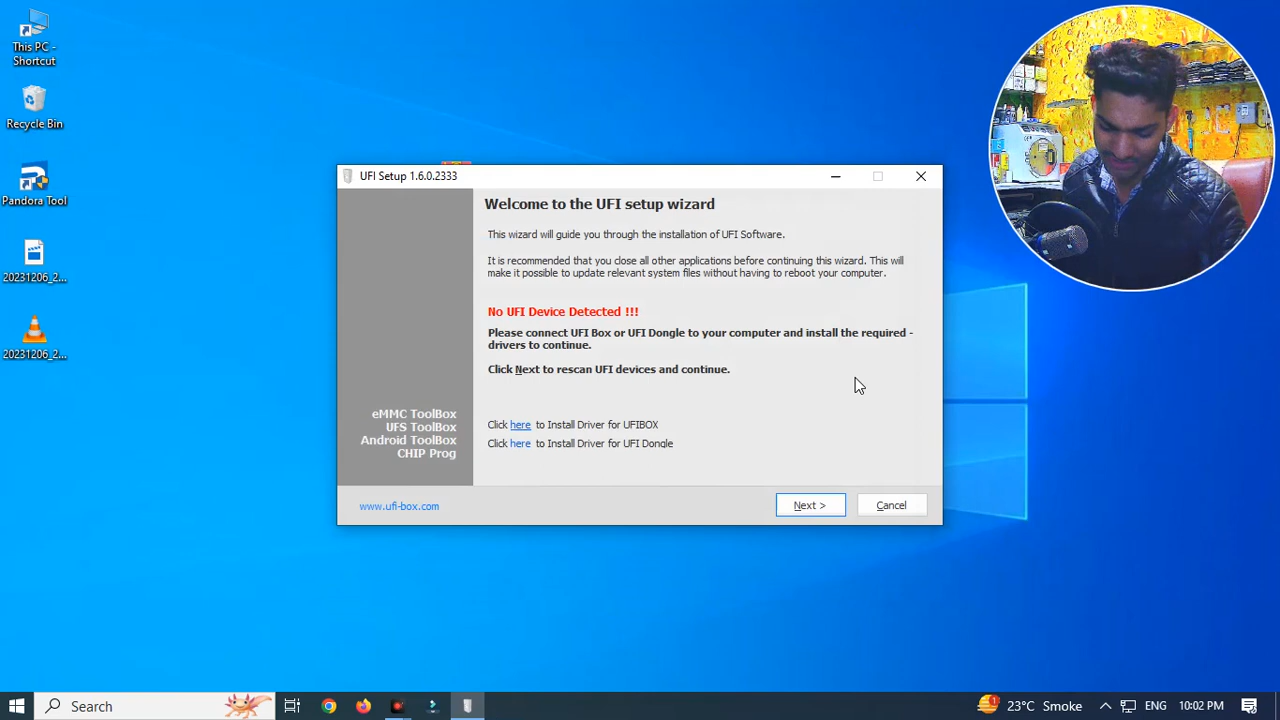 This PC -
Shortcut
Recycle Bin
Pandora Tool
20231206_2...
20231206_2...
UFI Setup 1.6.0.2333
Welcome to the UFI setup wizard
This wizard will guide you through the installation of UFI Software.
It is recommended that you close all other applications before continuing this wizard. This will
make it possible to update relevant system files without having to reboot your computer.
No UFI Device Detected !!!
Please connect UFI Box or UFI Dongle to your computer and install the required -
drivers to continue.
Click Next to rescan UFI devices and continue.
eMMC ToolBox
UFS ToolBox
Android ToolBox
CHIP Prog
Click here to Install Driver for UFIBOX
Click here to Install Driver for UFI Dongle
www.ufi-box.com
Next >
Cancel
Search
23°C Smoke
ENG
10:02 PM